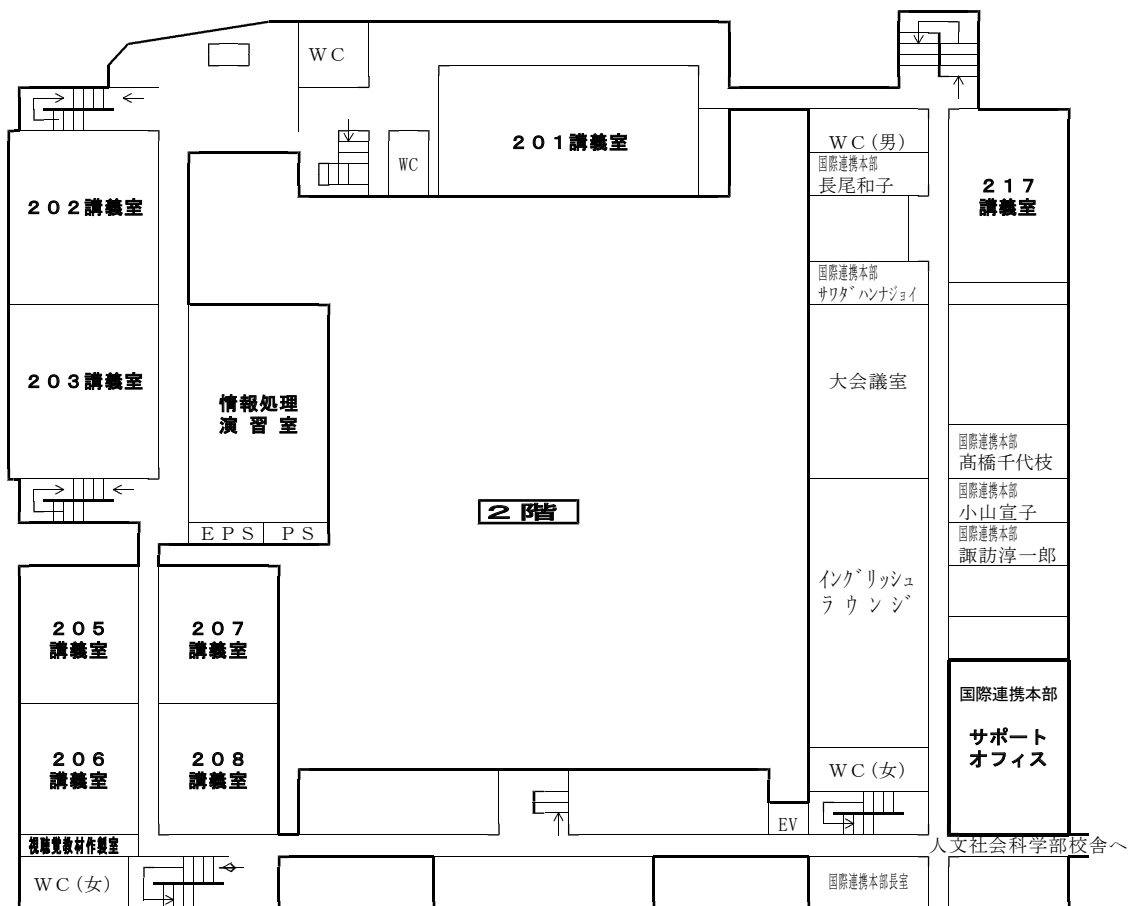 ＷＣ
２０１講義室
ＷＣ
ＷＣ（男）
国際連携本部
長尾和子
２１７
講義室
２０２講義室
国際連携本部
サワダハンナジョイ
２０３講義室
情報処理
演習室
大会議室
国際連携本部
髙橋千代枝
国際連携本部
小山宣子
国際連携本部
諏訪淳一郎
２階
ＥＰＳ
ＰＳ
イングリッシュ
ラウンジ
２０５
講義室
２０７
講義室
国際連携本部
サポート
オフィス
２０６
講義室
２０８
講義室
ＷＣ（女）
EV
視聴覚教材作製室
人文社会科学部校舎へ
ＷＣ（女）
国際連携本部長室